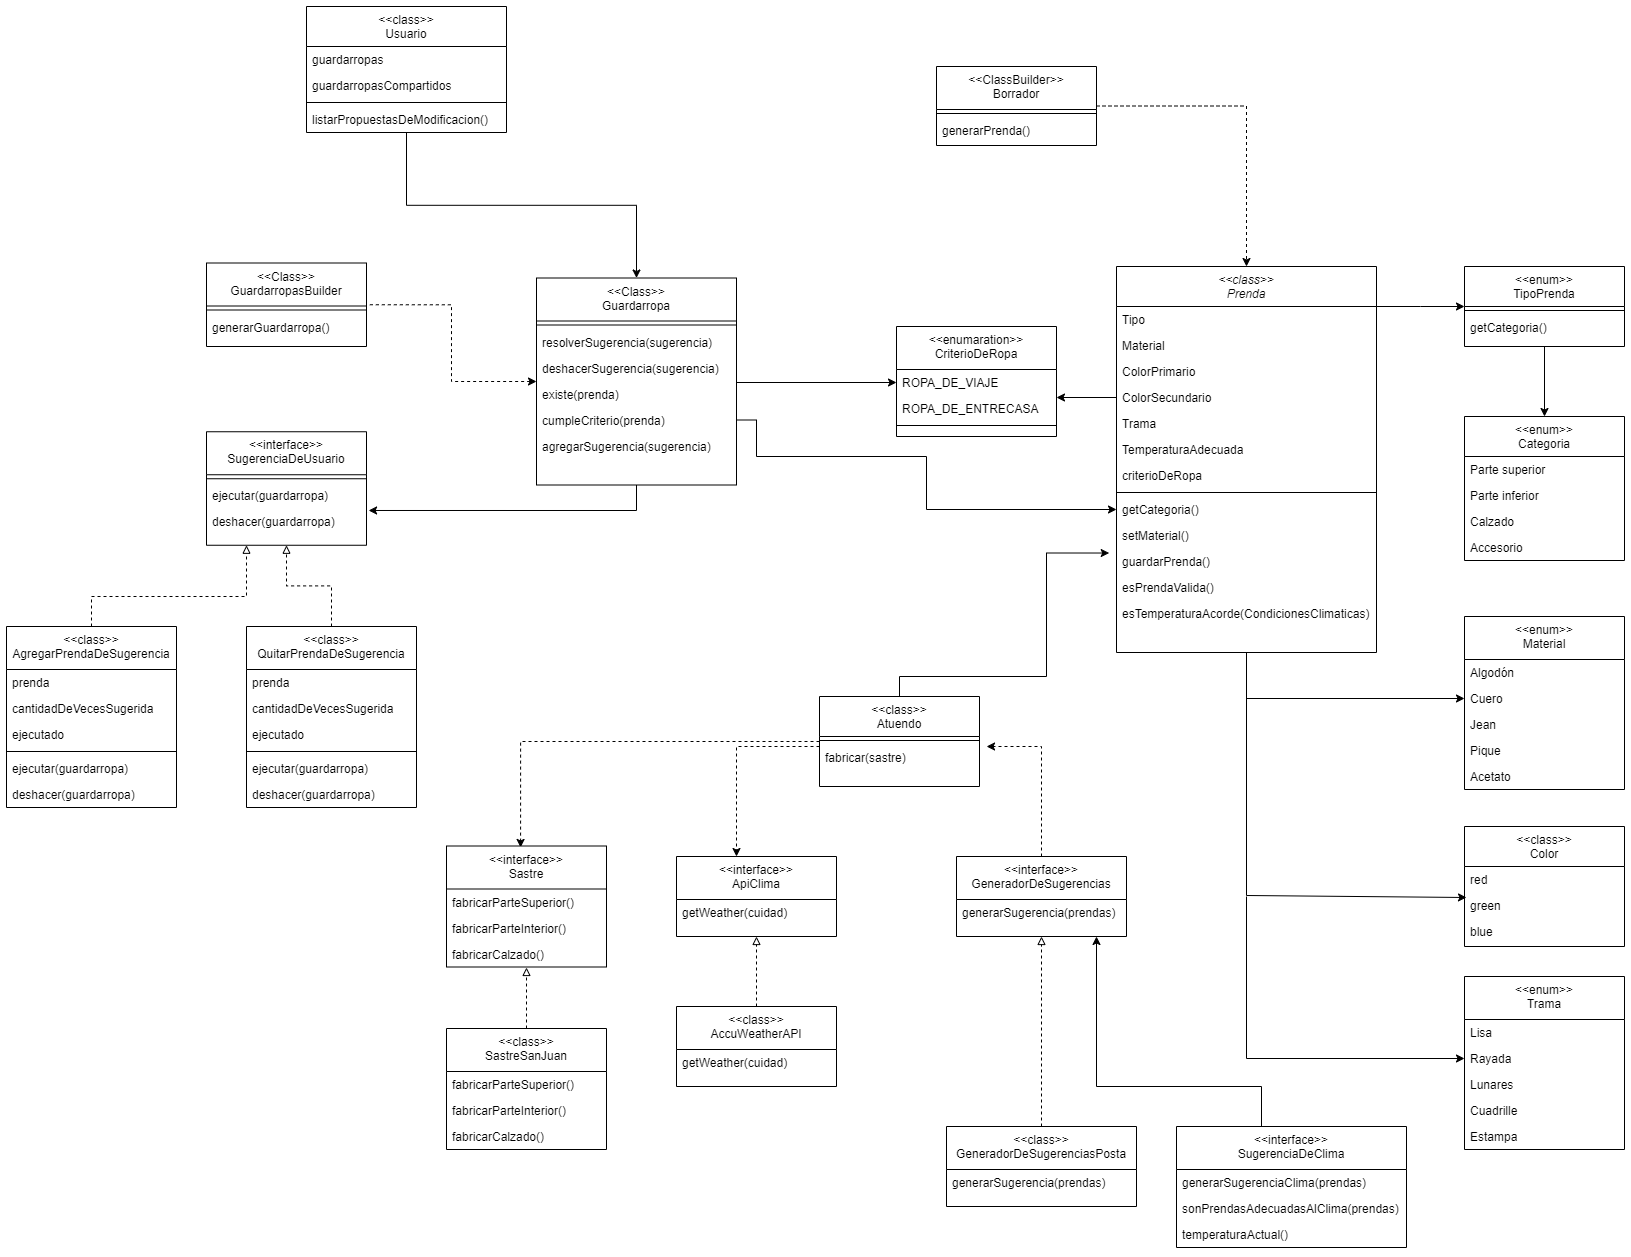 <<class>>
Usuario
guardarropas
guardarropasCompartidos
listarPropuestasDeModificacion()
<<ClassBuilder>>
Borrador
generarPrenda()
<<Class>>
GuardarropasBuilder
generarGuardarropa()
<<Class>>
Guardarropa
resolverSugerencia(sugerencia)
deshacerSugerencia(sugerencia)
existe(prenda)
cumpleCriterio(prenda)
agregarSugerencia(sugerencia)
<<enumaration>>
CriterioDeRopa
ROPA_DE_VIAJE
ROPA_DE_ENTRECASA
<<class>>
Prenda
Tipo
Material
ColorPrimario
ColorSecundario
Trama
TemperaturaAdecuada
criterioDeRopa
getCategoria()
setMaterial()
guardarPrenda()
esPrendaValida()
esTemperaturaAcorde(CondicionesClimaticas)
<<enum>>
TipoPrenda
getCategoria()
<<enum>>
Categoria
Parte superior
Parte inferior
Calzado
Accesorio
<<interface>>
SugerenciaDeUsuario
ejecutar(guardarropa)
deshacer(guardarropa)
<<class>>
AgregarPrendaDeSugerencia
prenda
cantidadDeVecesSugerida
ejecutado
ejecutar(guardarropa)
deshacer(guardarropa)
<<class>>
QuitarPrendaDeSugerencia
prenda
cantidadDeVecesSugerida
ejecutado
ejecutar(guardarropa)
deshacer(guardarropa)
<<enum>>
Material
Algodón
Cuero
Jean
Pique
Acetato
<<class>>
Atuendo
fabricar(sastre)
<<interface>>
Sastre
fabricarParteSuperior()
fabricarParteInterior()
fabricarCalzado()
<<interface>>
ApiClima
getWeather(cuidad)
<<interface>>
GeneradorDeSugerencias
generarSugerencia(prendas)
<<class>>
Color
red
green
blue
<<class>>
SastreSanJuan
fabricarParteSuperior()
fabricarParteInterior()
fabricarCalzado()
<<class>>
AccuWeatherAPI
getWeather(cuidad)
<<enum>>
Trama
Lisa
Rayada
Lunares
Cuadrille
Estampa
<<class>>
GeneradorDeSugerenciasPosta
generarSugerencia(prendas)
<<interface>>
SugerenciaDeClima
generarSugerenciaClima(prendas)
sonPrendasAdecuadasAlClima(prendas)
temperaturaActual()